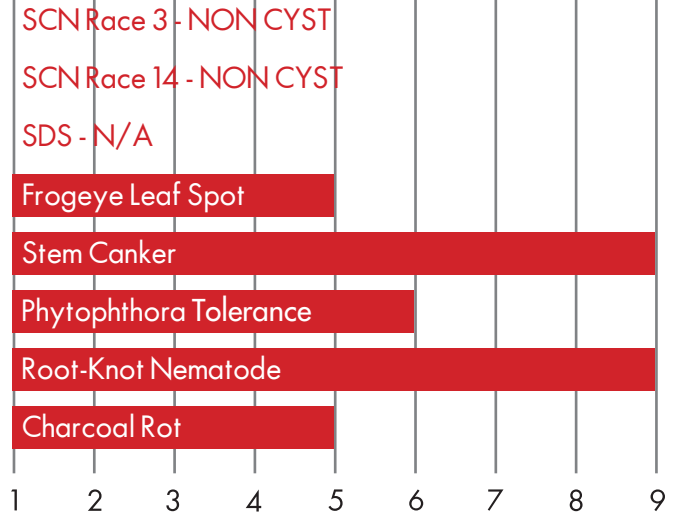 SCN Race 3 - NON CYST
SCN Race 14 - NON CYST
SDS - N/A
Frogeye Leaf Spot
Stem Canker
Phytophthora Tolerance
Root-Knot Nematode
Charcoal Rot
1 2 3 4 5 6 7 8 9